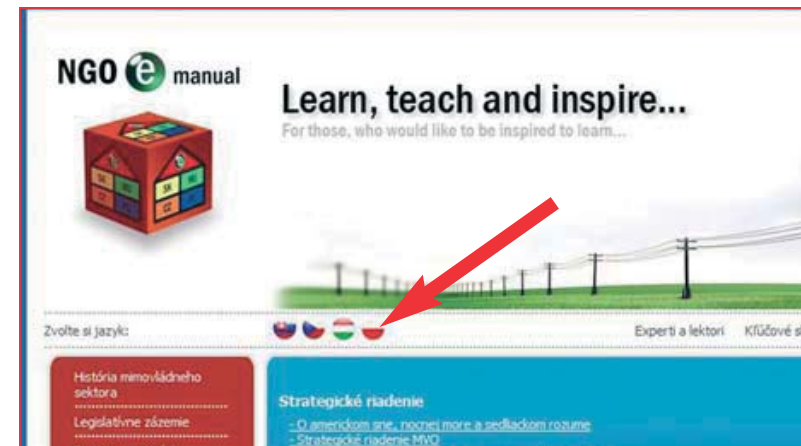 NGO e manual
Learn, teach and inspire...
For those, who would like to be inspired to learn...
Zvolte si jazyk:
Experti a lektori Kľúčové s
História mimovládneho
sektora
Legislatívne zázemie
Strategické riadenie
- O americkom sne, nočnej more a sedliackom rozume
- Strategické riadenie MVO